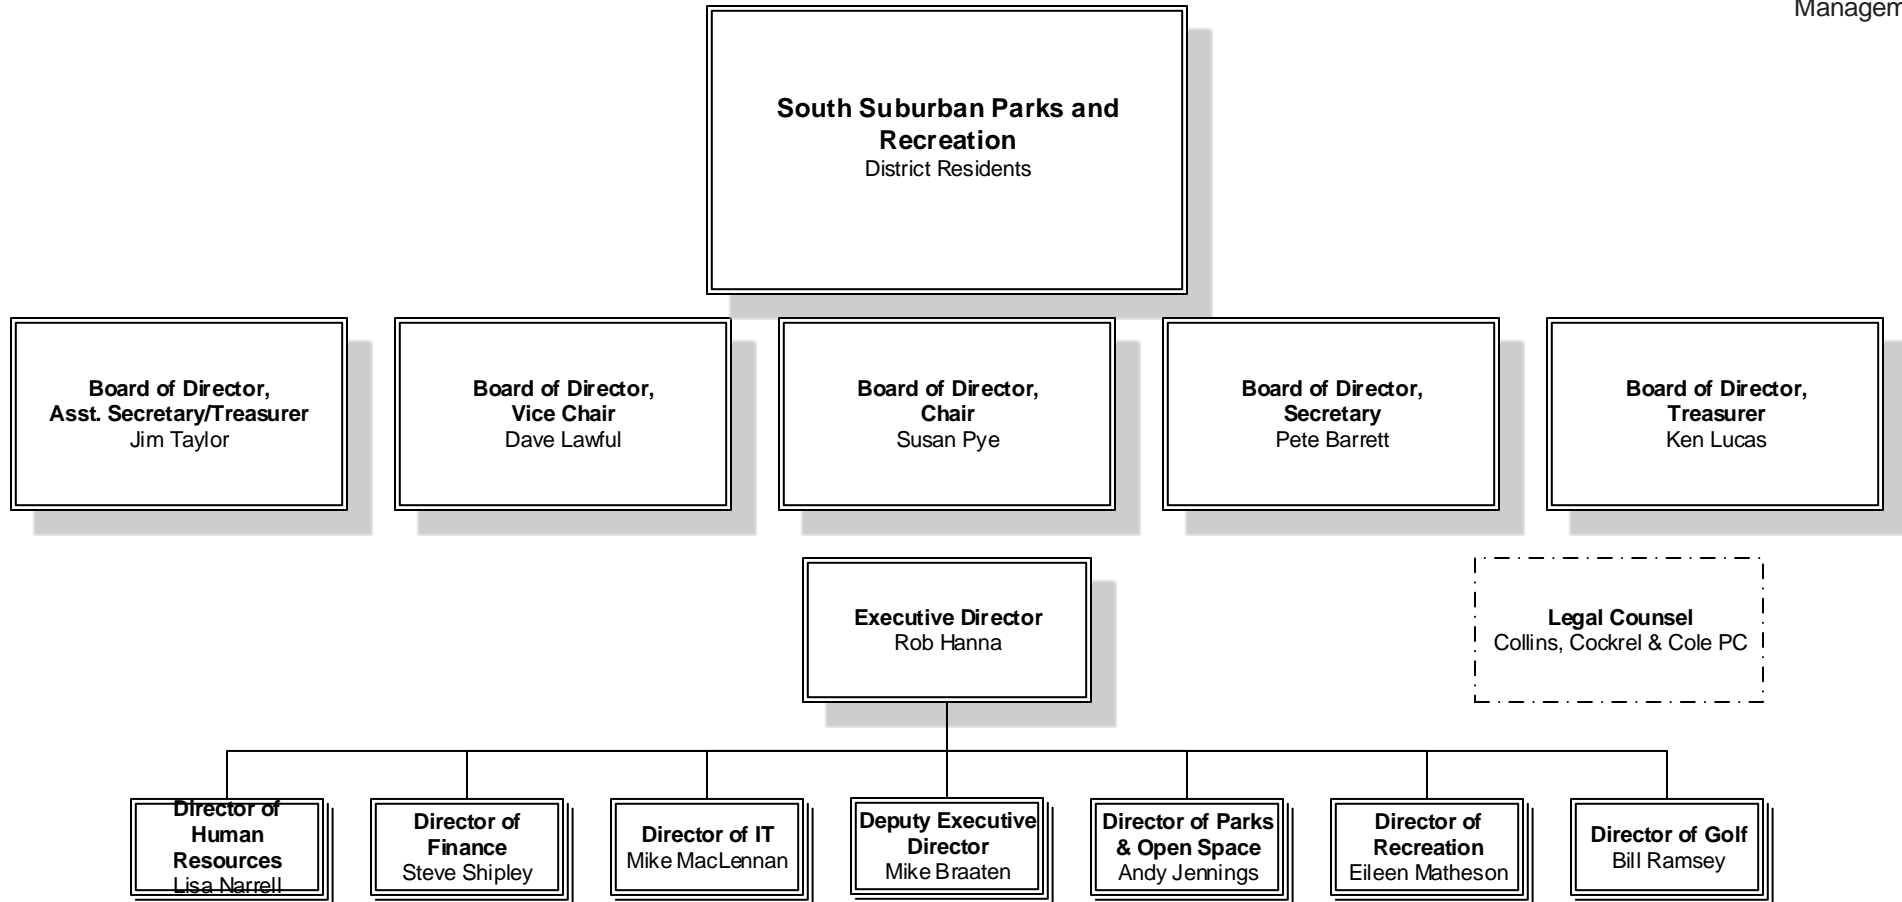 Managem
South Suburban Parks and
Recreation
District Residents
Board of Director,
Asst. Secretary/Treasurer
Jim Taylor
Board of Director,
Vice Chair
Dave Lawful
Board of Director,
Chair
Susan Pye
Board of Director,
Secretary
Pete Barrett
Board of Director,
Treasurer
Ken Lucas
Executive Director
Rob Hanna
Legal Counsel
Collins, Cockrel & Cole PC
Director of
Human
Resources
Lisa Narrell
Director of
Finance
Steve Shipley
Director of IT
Mike MacLennan
Deputy Executive
Director
Mike Braaten
Director of Parks
& Open Space
Andy Jennings
Director of
Recreation
Eileen Matheson
Director of Golf
Bill Ramsey